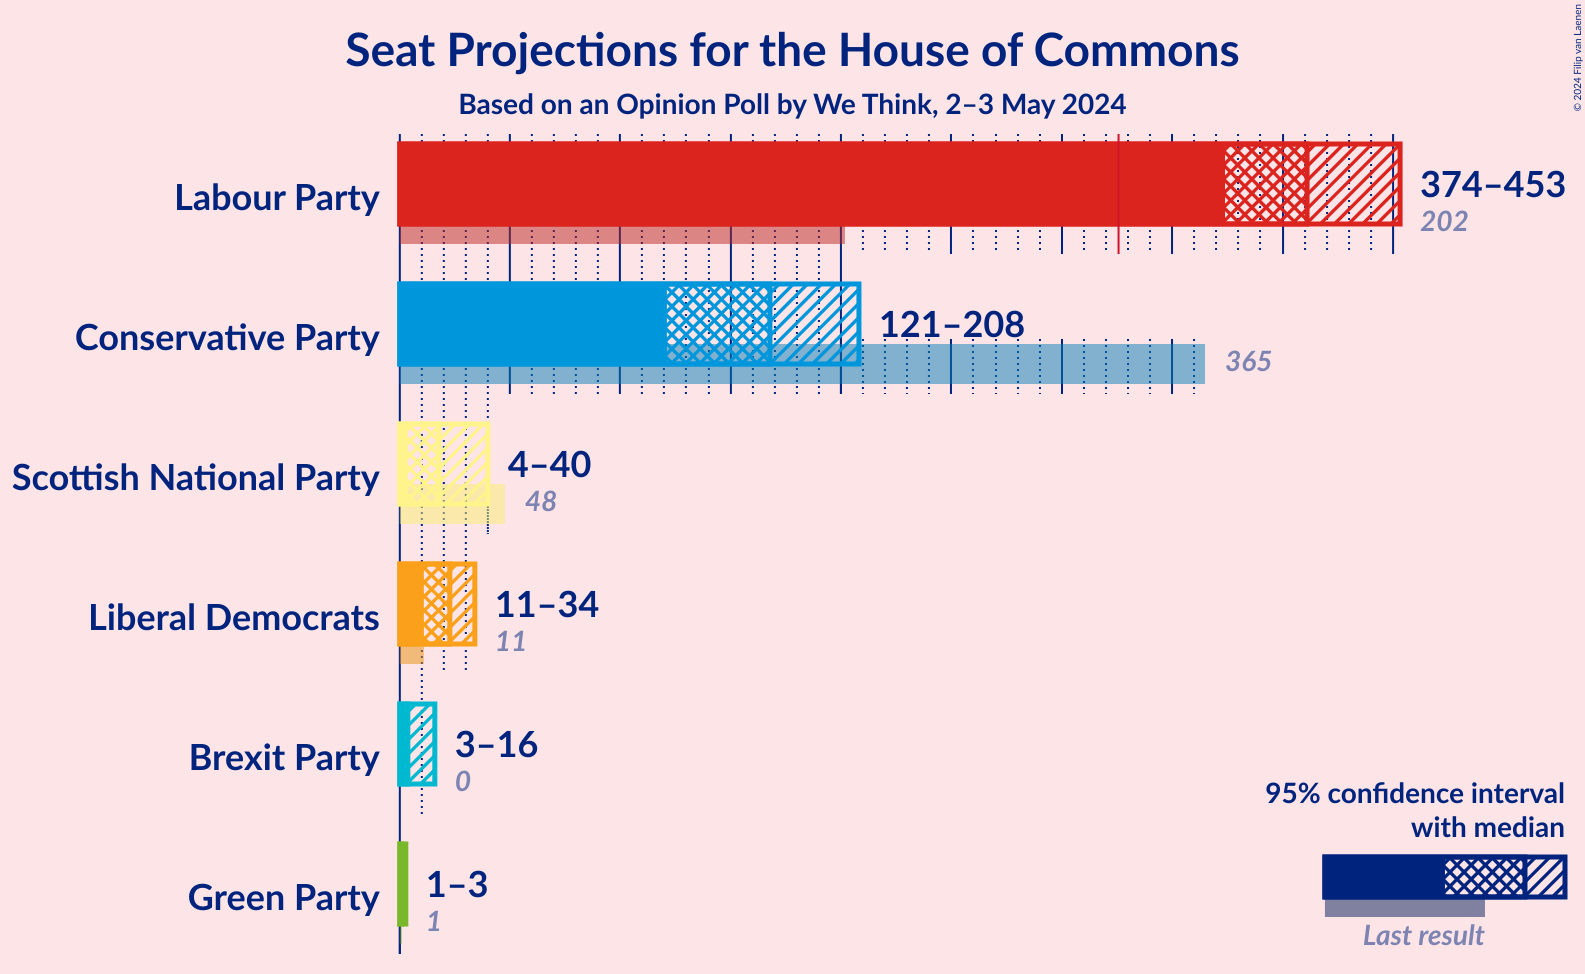 Seat Projections for the House of Commons
Based on an Opinion Poll by We Think, 2–3 May 2024
© 2024 Filip van Laenen
Labour Party
374–453
202
Conservative Party
121–208
365
Scottish National Party
4–40
48
Liberal Democrats
11–34
11
Brexit Party
3–16
0
Green Party
1–3
1
95% confidence interval
with median
Last result